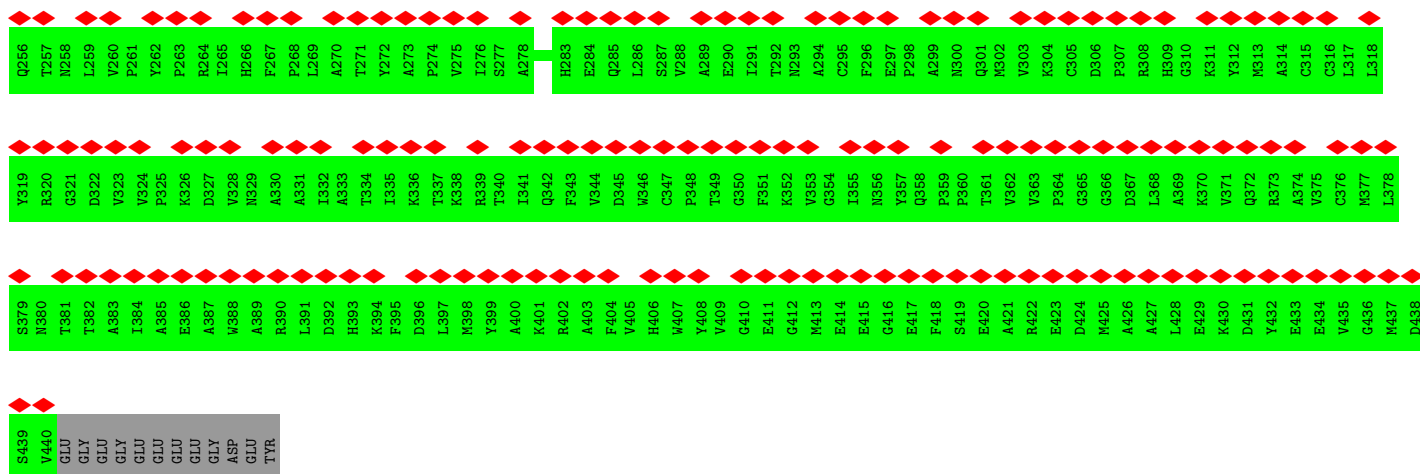 Q256 T257 N258 L259 V260 P261 Y262 P263 R264 I265 H266 F267 P268 L269 A270 T271 Y272 A273 P274 V275 I276 S277 A278 H283 E284 Q285 L286 S287 V288 A289 E290 I291 T292 N293 A294 C295 F296 E297 P298 A299 N300 Q301 M302 V303 K304 C305 D306 P307 R308 H309 G310 K311 Y312 M313 A314 C315 C316 L317 L318
Y319 R320 G321 D322 V323 V324 P325 K326 D327 V328 N329 A330 A331 I332 A333 T334 I335 K336 T337 K338 R339 T340 I341 Q342 F343 V344 D345 W346 C347 P348 T349 G350 F351 K352 V353 G354 I355 N356 Y357 Q358 P359 P360 T361 V362 V363 P364 G365 G366 D367 L368 A369 K370 V371 Q372 R373 A374 V375 C376 M377 L378
S379 N380 T381 T382 A383 I384 A385 E386 A387 W388 A389 R390 L391 D392 H393 K394 F395 D396 L397 M398 Y399 A400 K401 R402 A403 F404 V405 H406 W407 Y408 V409 G410 E411 G412 M413 E414 E415 G416 E417 F418 S419 E420 A421 R422 E423 D424 M425 A426 A427 L428 E429 K430 D431 Y432 E433 E434 V435 G436 M437 D438
S439 V440 GLU GLY GLU GLY GLU GLU GLU GLU GLY ASP GLU TYR